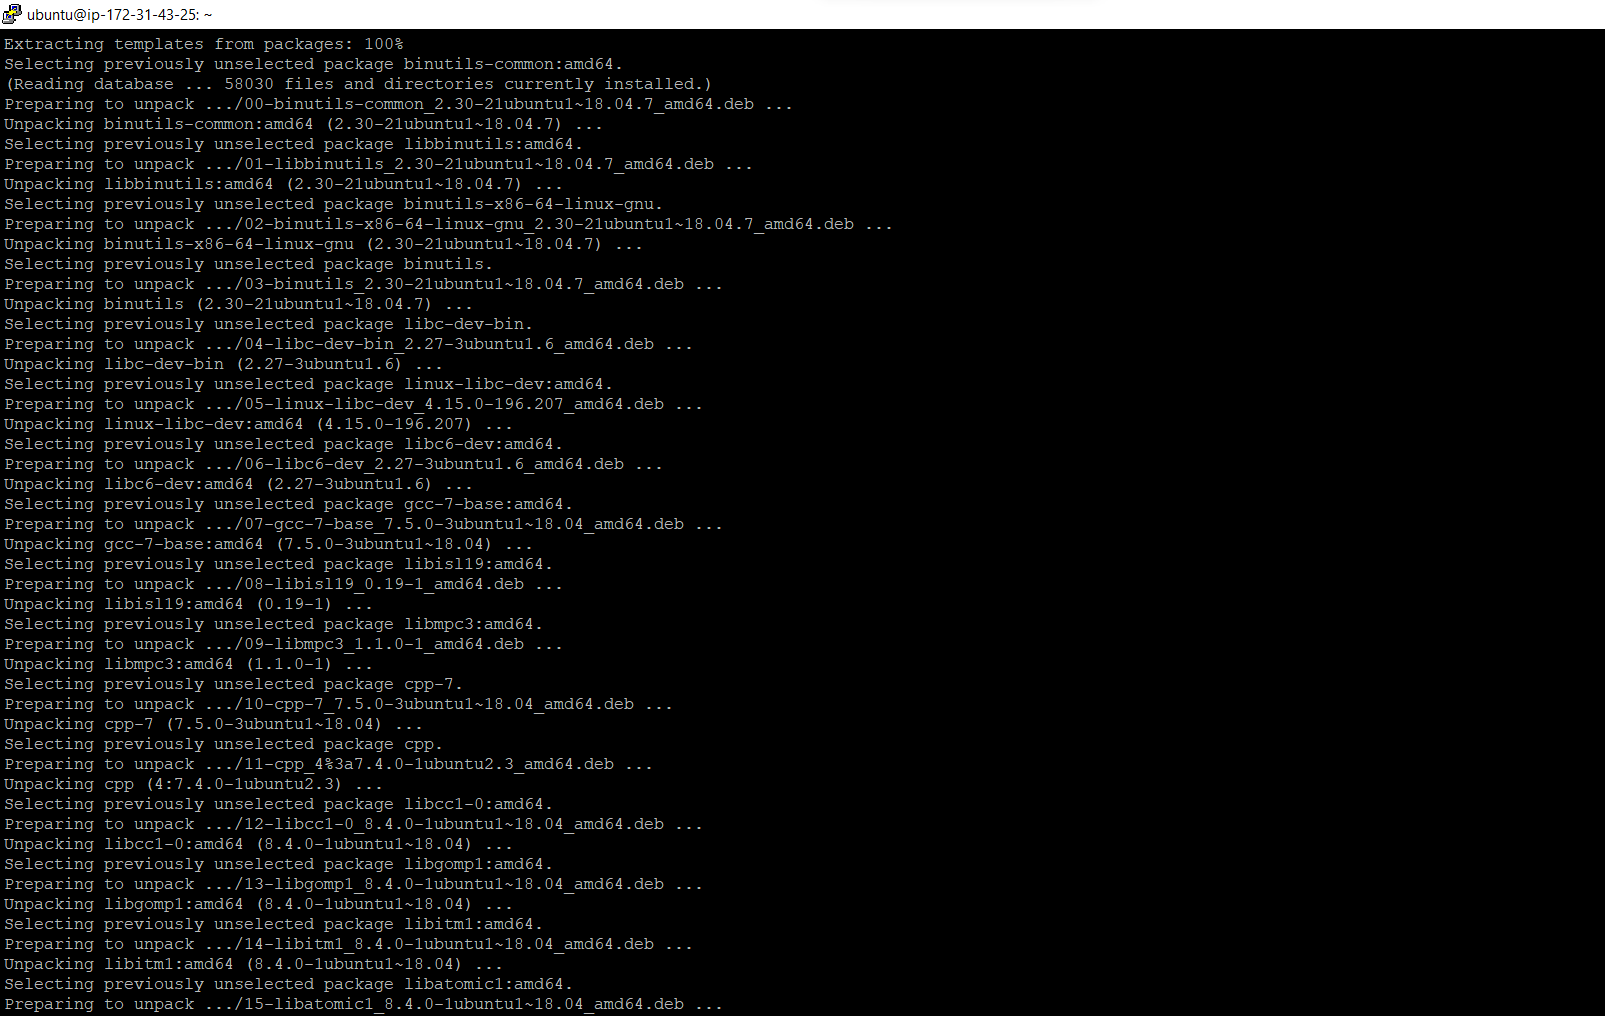 ubuntu@ip-172-31-43-25: ~
Extracting templates from packages: 100%
Selecting previously unselected package binutils-common:amd64.
(Reading database ... 58030 files and directories currently installed.)
Preparing to unpack .../00-binutils-common_2.30-21ubuntu1~18.04.7_amd64.deb ...
Unpacking binutils-common:amd64 (2.30-21ubuntu1~18.04.7) ...
Selecting previously unselected package libbinutils:amd64.
Preparing to unpack .../01-libbinutils_2.30-21ubuntu1~18.04.7_amd64.deb ...
Unpacking libbinutils:amd64 (2.30-21ubuntu1~18.04.7) ...
Selecting previously unselected package binutils-x86-64-linux-gnu.
Preparing to unpack .../02-binutils-x86-64-linux-gnu_2.30-21ubuntu1~18.04.7_amd64.deb ...
Unpacking binutils-x86-64-linux-gnu (2.30-21ubuntu1~18.04.7) ...
Selecting previously unselected package binutils.
Preparing to unpack .../03-binutils_2.30-21ubuntu1~18.04.7_amd64.deb ...
Unpacking binutils (2.30-21ubuntu1~18.04.7) ...
Selecting previously unselected package libc-dev-bin.
Preparing to unpack .../04-libc-dev-bin_2.27-3ubuntu1.6_amd64.deb ...
Unpacking libc-dev-bin (2.27-3ubuntu1.6) ...
Selecting previously unselected package linux-libc-dev:amd64.
Preparing to unpack .../05-linux-libc-dev_4.15.0-196.207_amd64.deb ...
Unpacking linux-libc-dev:amd64 (4.15.0-196.207) ...
Selecting previously unselected package libc6-dev:amd64.
Preparing to unpack .../06-libc6-dev_2.27-3ubuntu1.6_amd64.deb ...
Unpacking libc6-dev:amd64 (2.27-3ubuntu1.6) ...
Selecting previously unselected package gcc-7-base:amd64.
Preparing to unpack .../07-gcc-7-base_7.5.0-3ubuntu1~18.04_amd64.deb ...
Unpacking gcc-7-base:amd64 (7.5.0-3ubuntu1~18.04) ...
Selecting previously unselected package libisl19:amd64.
Preparing to unpack .../08-libisl19_0.19-1_amd64.deb ...
Unpacking libisl19:amd64 (0.19-1) ...
Selecting previously unselected package libmpc3:amd64.
Preparing to unpack .../09-libmpc3_1.1.0-1_amd64.deb ...
Unpacking libmpc3:amd64 (1.1.0-1) ...
Selecting previously unselected package cpp-7.
Preparing to unpack .../10-cpp-7_7.5.0-3ubuntu1~18.04_amd64.deb ...
Unpacking cpp-7 (7.5.0-3ubuntu1~18.04) ...
Selecting previously unselected package cpp.
Preparing to unpack .../11-cpp_4%3a7.4.0-1ubuntu2.3_amd64.deb ...
Unpacking cpp (4:7.4.0-1ubuntu2.3) ...
Selecting previously unselected package libcc1-0:amd64.
Preparing to unpack .../12-libcc1-0_8.4.0-1ubuntu1~18.04_amd64.deb ...
Unpacking libcc1-0:amd64 (8.4.0-1ubuntu1~18.04) ...
Selecting previously unselected package libgomp1:amd64.
Preparing to unpack .../13-libgomp1_8.4.0-1ubuntu1~18.04_amd64.deb ...
Unpacking libgomp1:amd64 (8.4.0-1ubuntu1~18.04) ...
Selecting previously unselected package libitm1:amd64.
Preparing to unpack .../14-libitm1_8.4.0-1ubuntu1~18.04_amd64.deb ...
Unpacking libitm1:amd64 (8.4.0-1ubuntu1~18.04) ...
Selecting previously unselected package libatomic1:amd64.
Preparing to unpack .../15-libatomic1_8.4.0-1ubuntu1~18.04_amd64.deb ...